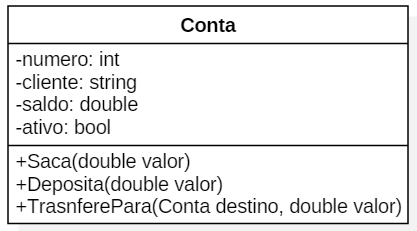 Conta
-numero: int
-cliente: string
-saldo: double
-ativo: bool
+Saca(double valor)
+Deposita(double valor)
+TrasnferePara(Conta destino, double valor)